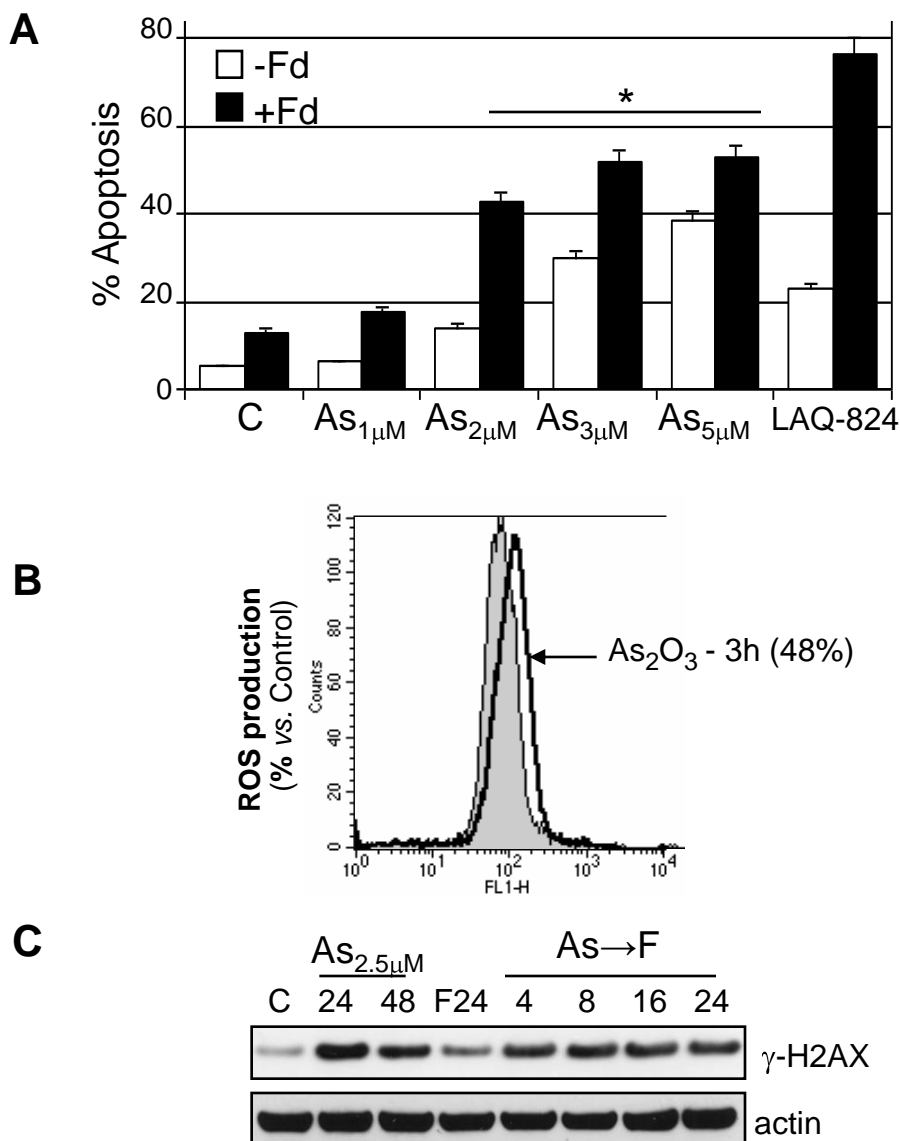 A
80
60
40
20
0
% Apoptosis
-Fd
+Fd
*
C As1μM As2μM As3μM As5μM LAQ-824
B
ROS production
(% vs. Control)
Counts
120
100
80
60
40
20
0
10^0 10^1 10^2 10^3 10^4
FL1-H
As2O3 - 3h (48%)
C
As2.5μM As→F
C 24 48 F24 4 8 16 24
γ-H2AX
actin